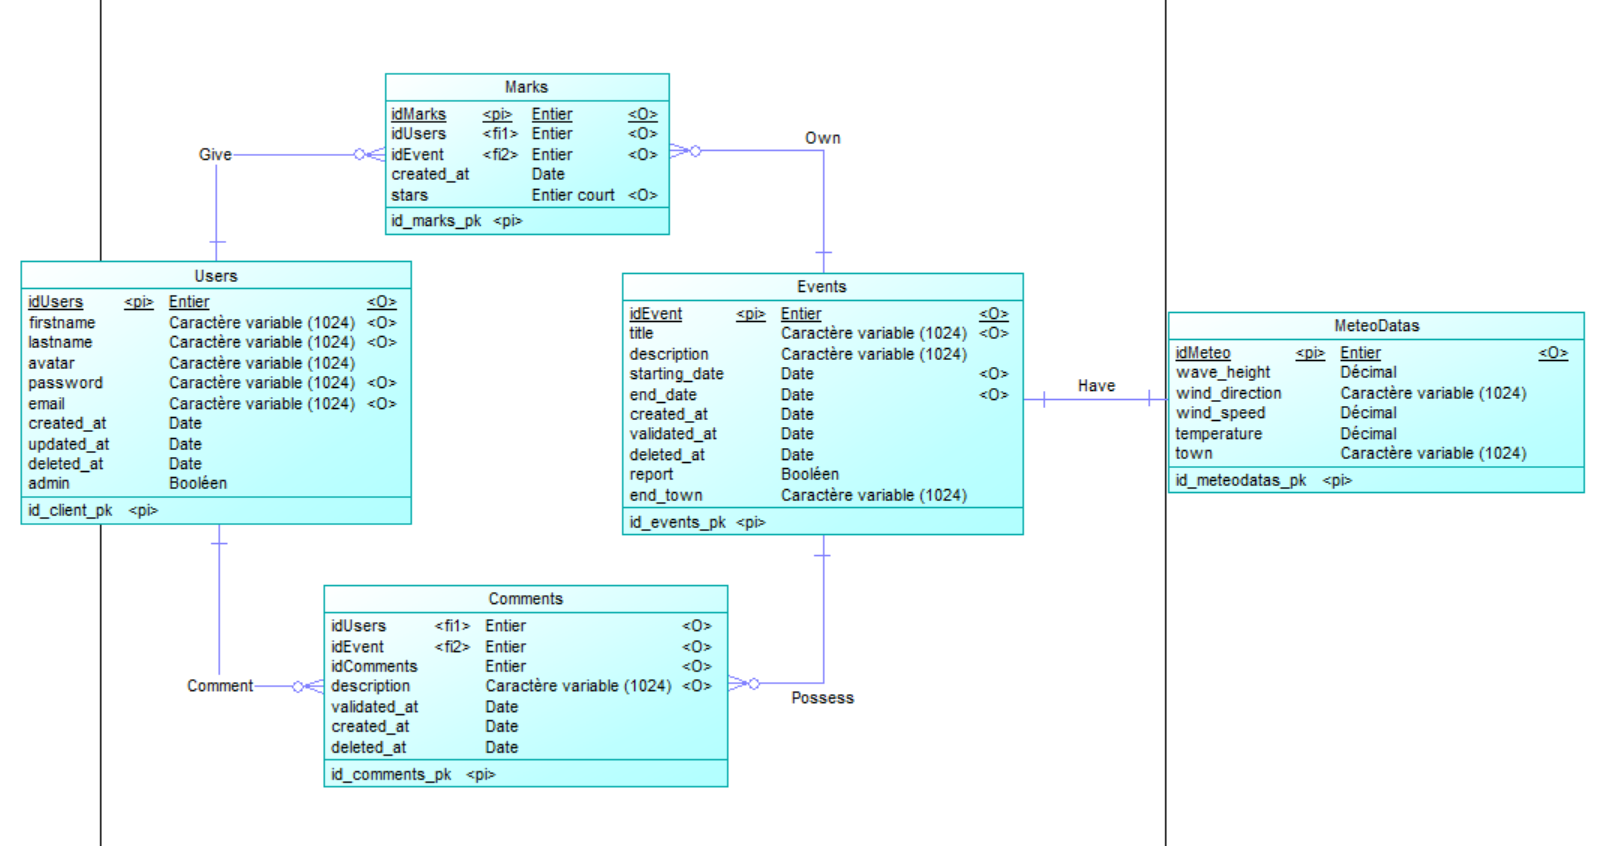 Marks
idMarks <pi> Entier <O>
idUsers <fi1> Entier <O>
idEvent <fi2> Entier <O>
created_at Date
stars Entier court <O>
id_marks_pk <pi>
Give
Own
Users
idUsers <pi> Entier <O>
firstname Caractère variable (1024) <O>
lastname Caractère variable (1024) <O>
avatar Caractère variable (1024)
password Caractère variable (1024) <O>
email Caractère variable (1024) <O>
created_at Date
updated_at Date
deleted_at Date
admin Booléen
id_client_pk <pi>
Events
idEvent <pi> Entier <O>
title Caractère variable (1024) <O>
description Caractère variable (1024)
starting_date Date <O>
end_date Date <O>
created_at Date
validated_at Date
deleted_at Date
report Booléen
end_town Caractère variable (1024)
id_events_pk <pi>
Have
MeteoDatas
idMeteo <pi> Entier <O>
wave_height Décimal
wind_direction Caractère variable (1024)
wind_speed Décimal
temperature Décimal
town Caractère variable (1024)
id_meteodatas_pk <pi>
Comments
idUsers <fi1> Entier <O>
idEvent <fi2> Entier <O>
idComments Entier <O>
description Caractère variable (1024) <O>
validated_at Date
created_at Date
deleted_at Date
id_comments_pk <pi>
Comment
Possess